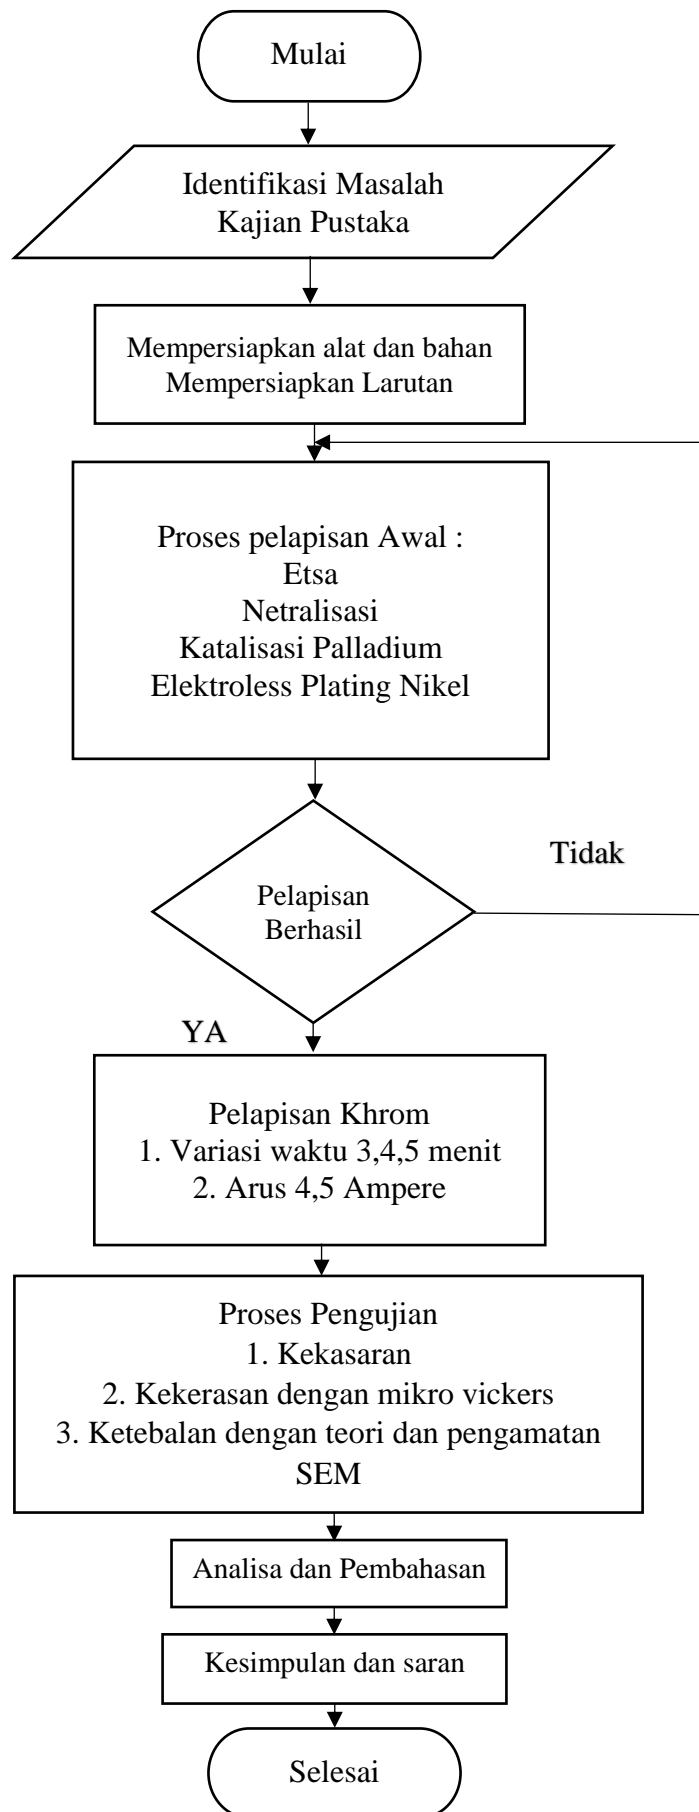 Mulai
Identifikasi Masalah
Kajian Pustaka
Mempersiapkan alat dan bahan
Mempersiapkan Larutan
Proses pelapisan Awal :
Etsa
Netralisasi
Katalisasi Palladium
Elektroless Plating Nikel
Tidak
Pelapisan
Berhasil
YA
Pelapisan Khrom
1. Variasi waktu 3,4,5 menit
2. Arus 4,5 Ampere
Proses Pengujian
1. Kekasaran
2. Kekerasan dengan mikro vickers
3. Ketebalan dengan teori dan pengamatan
SEM
Analisa dan Pembahasan
Kesimpulan dan saran
Selesai